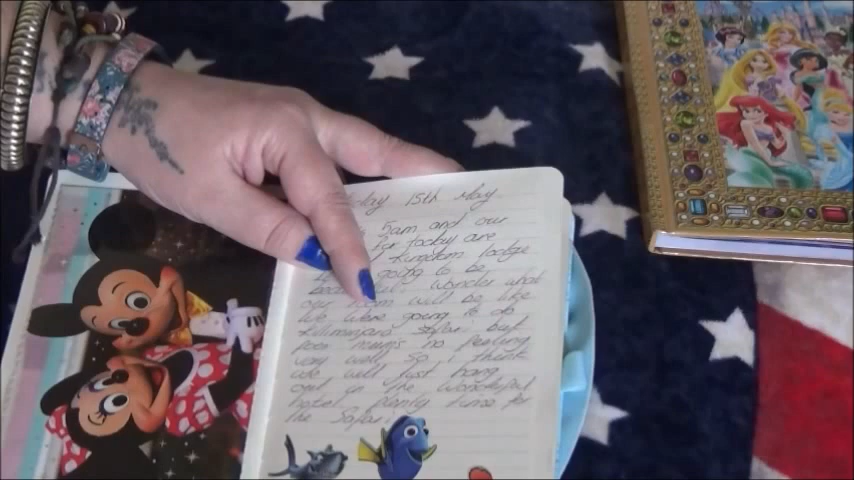 day 15th May
5am and our
for today are
Kingdom lodge
going to be
beautiful. wonder what
our room will be like
We were going to do
Kilimanjaro safari but
poor mum's no feeling
very well so i think
we will just hang
out in the wonderful
hotel plenty time for
the Safari